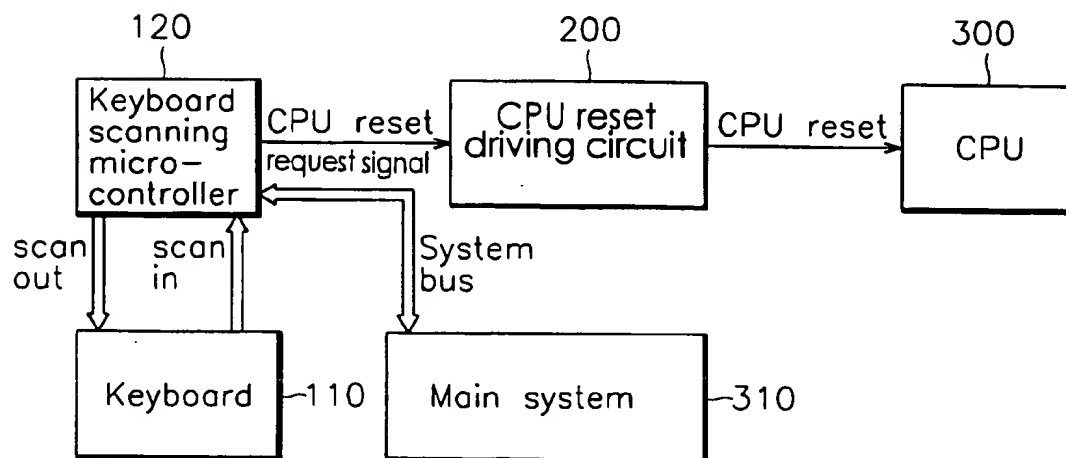 120
200
300
Keyboard
scanning
micro-
controller
CPU reset
request signal
CPU reset
driving circuit
CPU reset
CPU
scan
out
scan
in
System
bus
Keyboard
110
Main system
310